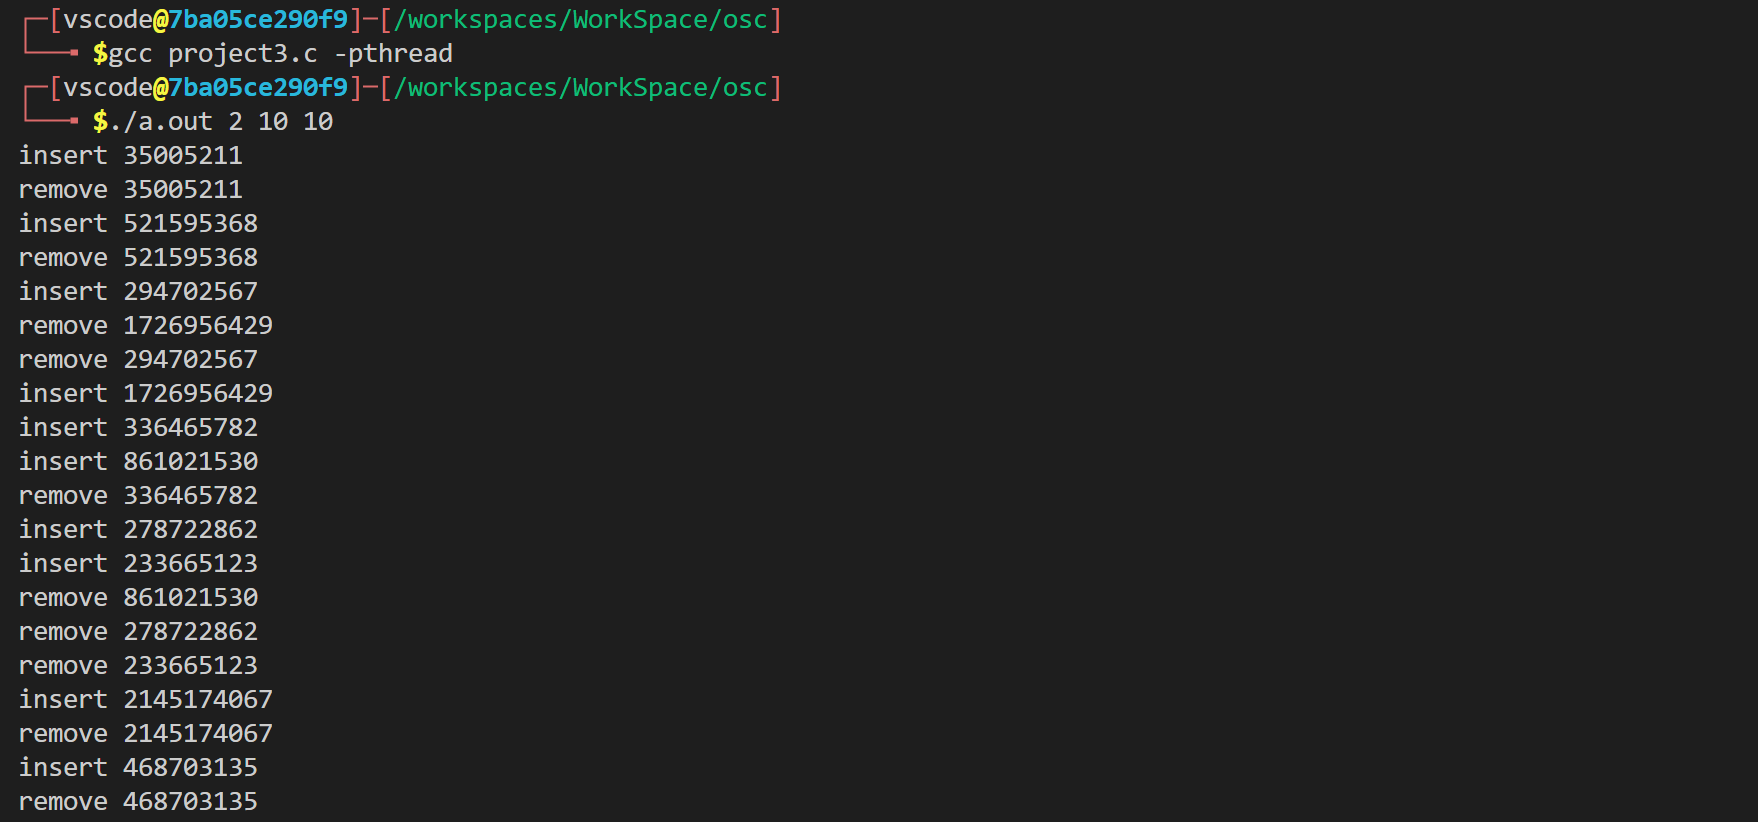 ┌─[vscode@7ba05ce290f9]─[/workspaces/WorkSpace/osc]
└──╼ $gcc project3.c -pthread
┌─[vscode@7ba05ce290f9]─[/workspaces/WorkSpace/osc]
└──╼ $./a.out 2 10 10
insert 35005211
remove 35005211
insert 521595368
remove 521595368
insert 294702567
remove 1726956429
remove 294702567
insert 1726956429
insert 336465782
insert 861021530
remove 336465782
insert 278722862
insert 233665123
remove 861021530
remove 278722862
remove 233665123
insert 2145174067
remove 2145174067
insert 468703135
remove 468703135